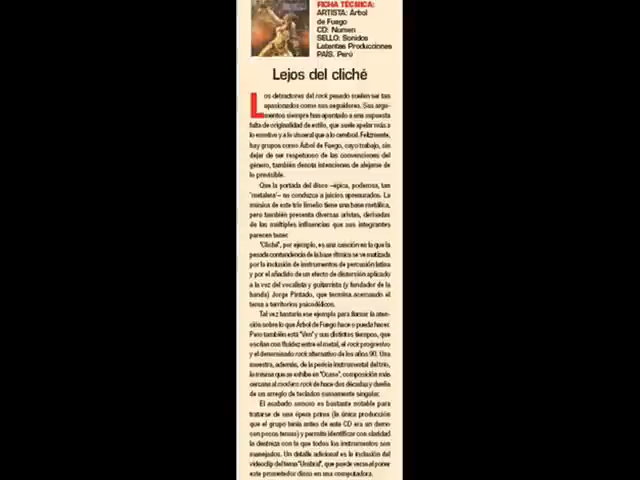 FICHA TÉCNICA:
ARTISTA: Árbol
de Fuego
CD: Numen
SELLO: Sonidos
Latentes Producciones
PAÍS. Perú
Lejos del cliché
Los detractores del rock pesado suelen ser tan
apasionados como sus seguidores. Sus argu-
mentos siempre han apuntado a una supuesta
falta de originalidad de estilo, que suele apelar más a
lo emotivo y a lo visceral que a lo cerebral. Felizmente,
hay grupos como Árbol de Fuego, cuyo trabajo, sin
dejar de ser respetuoso de las convenciones del
género, también denota intenciones de alejarse de
lo previsible.
Que la portada del disco –épica, poderosa, tan
"metalera"– no conduzca a juicios apresurados. La
música de este trío limeño tiene una base metálica,
pero también presenta diversas aristas, derivadas
de las múltiples influencias que sus integrantes
parecen tener.
"Cliché", por ejemplo, es una canción en la que la
pesada contundencia de la base rítmica se ve matizada
por la inclusión de instrumentos de percusión latina
y por el añadido de un efecto de distorsión aplicado
a la voz del vocalista y guitarrista (y fundador de la
banda) Jorge Pintado, que termina acercando el
tema a territorios psicodélicos.
Tal vez bastaría ese ejemplo para llamar la aten-
ción sobre lo que Árbol de Fuego hace o puede hacer.
Pero también está "Ven" y sus distintos tiempos, que
oscilan con fluidez entre el metal, el rock progresivo
y el denominado rock alternativo de los años 90. Una
muestra, además, de la pericia instrumental del trío,
la misma que se exhibe en "Ocaso", composición más
cercana al modern rock de hace dos décadas y dueña
de un arreglo de teclados sumamente singular.
El acabado sonoro es bastante notable para
tratarse de una ópera prima (la única producción
que el grupo tenía antes de este CD era un demo
con pocos temas) y permite identificar con claridad
la destreza con la que todos los instrumentos son
manejados. Un detalle adicional es la inclusión del
videoclip del tema "Umbral", que puede verse al poner
este prometedor disco en una computadora.